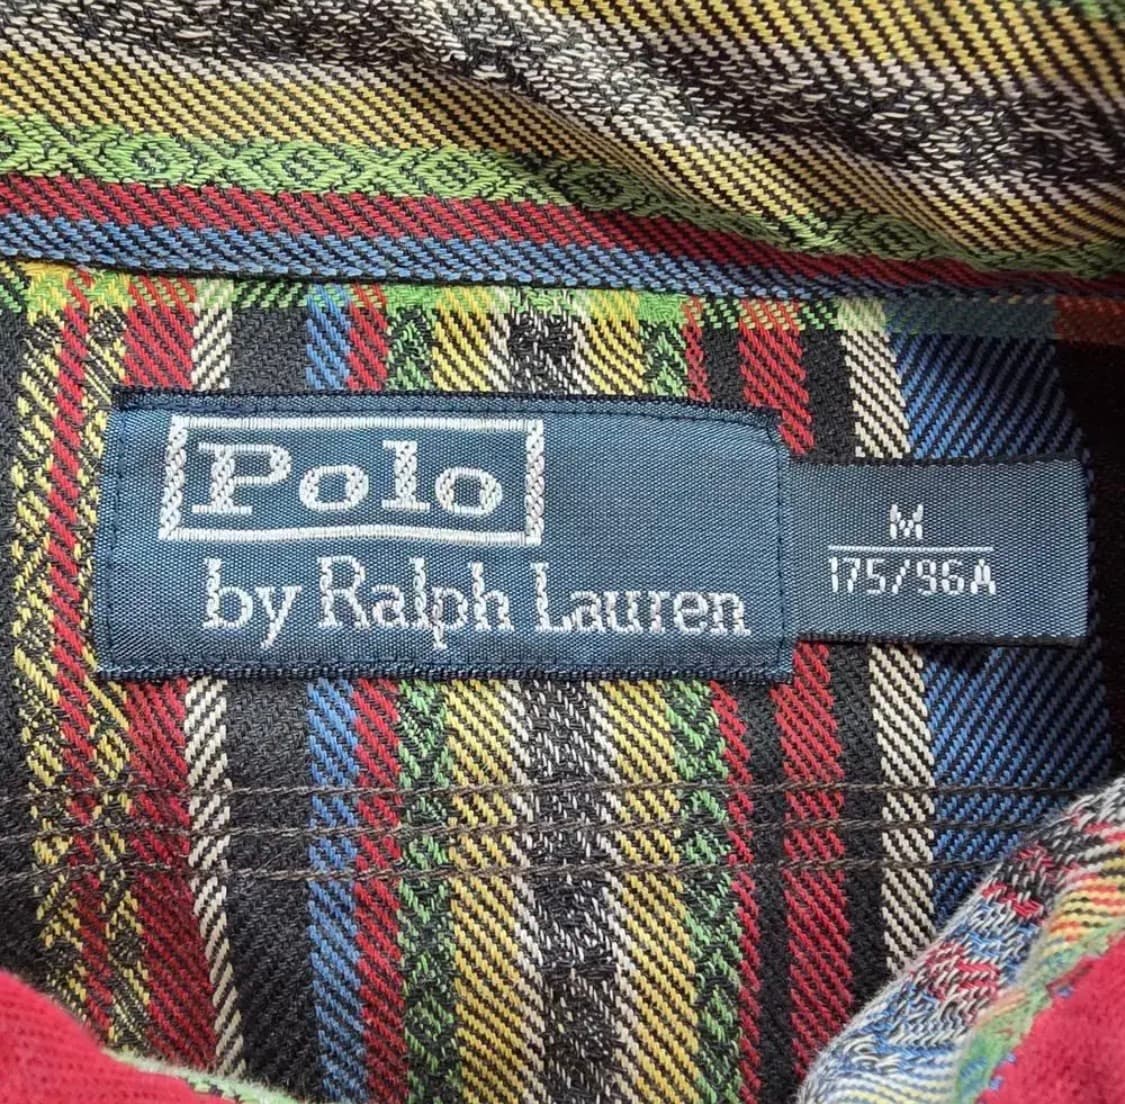 Polo
by Ralph Lauren
M
175/96A